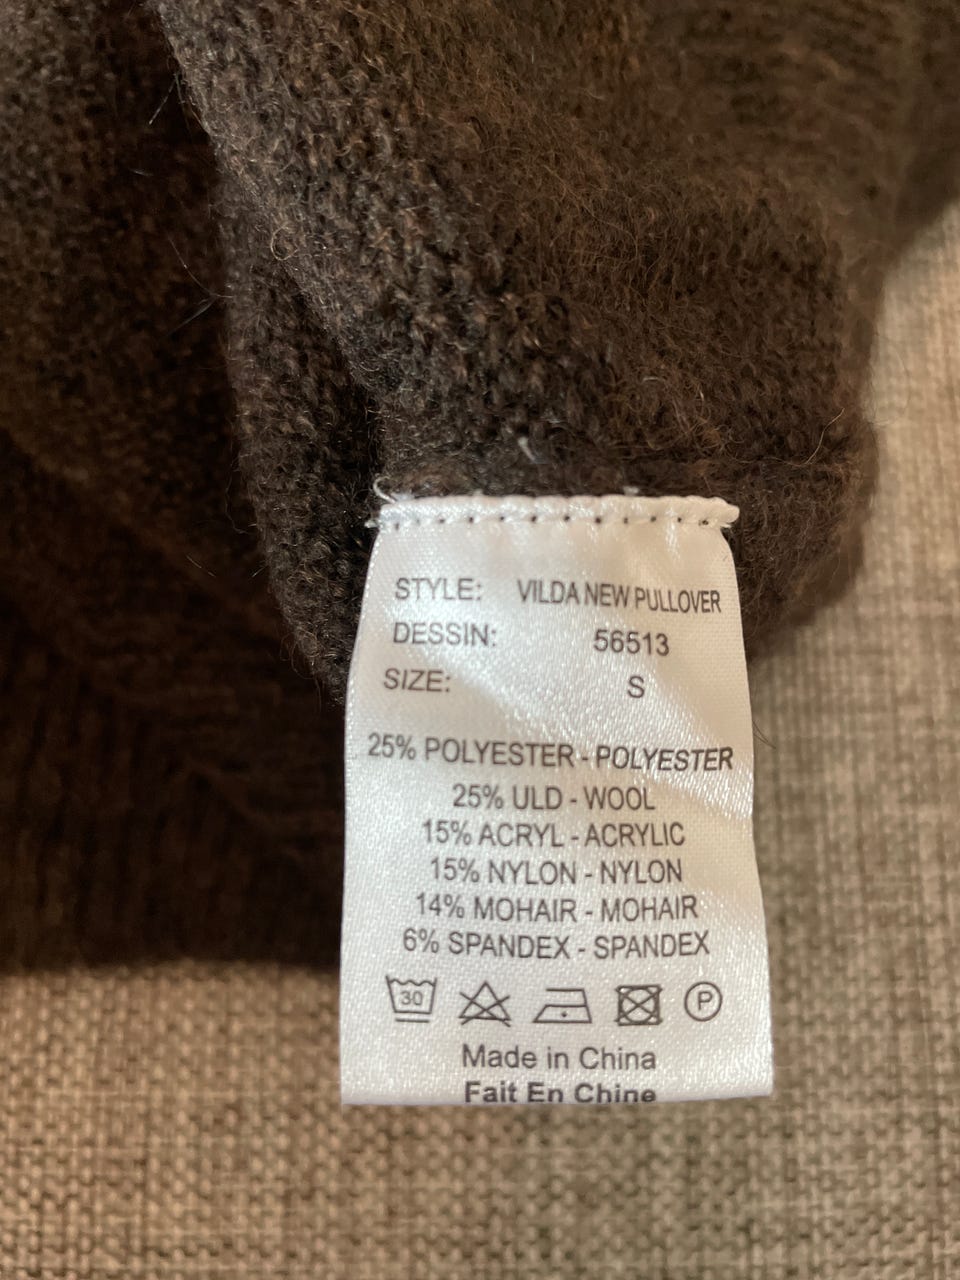 STYLE: VILDA NEW PULLOVER
DESSIN: 56513
SIZE: S
25% POLYESTER - POLYESTER
25% ULD - WOOL
15% ACRYL - ACRYLIC
15% NYLON - NYLON
14% MOHAIR - MOHAIR
6% SPANDEX - SPANDEX
30 P
Made in China
Fait En Chine